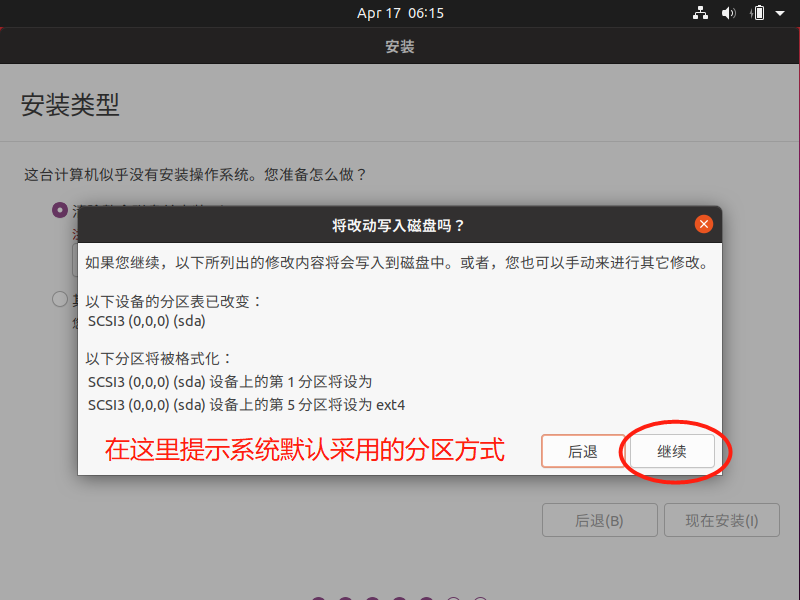 Apr 17 06:15
安装
安装类型
这台计算机似乎没有安装操作系统。您准备怎么做？
将改动写入磁盘吗？
如果您继续，以下所列出的修改内容将会写入到磁盘中。或者，您也可以手动来进行其它修改。
以下设备的分区表已改变：
SCSI3 (0,0,0) (sda)
以下分区将被格式化：
SCSI3 (0,0,0) (sda) 设备上的第 1 分区将设为
SCSI3 (0,0,0) (sda) 设备上的第 5 分区将设为 ext4
在这里提示系统默认采用的分区方式
后退
继续
后退(B)
现在安装(I)